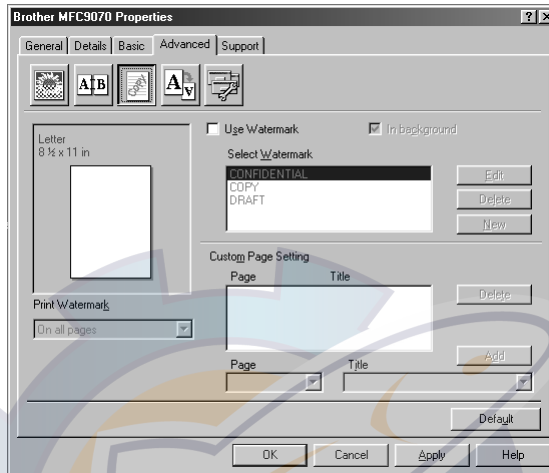 Brother MFC9070 Properties
General Details Basic Advanced Support
A B COPY A A
Letter
8 ½ x 11 in
Print Watermark
On all pages
Use Watermark In background
Select Watermark
CONFIDENTIAL
COPY
DRAFT
Edit
Delete
New
Custom Page Setting
Page Title
Delete
Add
Page Title
Default
OK Cancel Apply Help